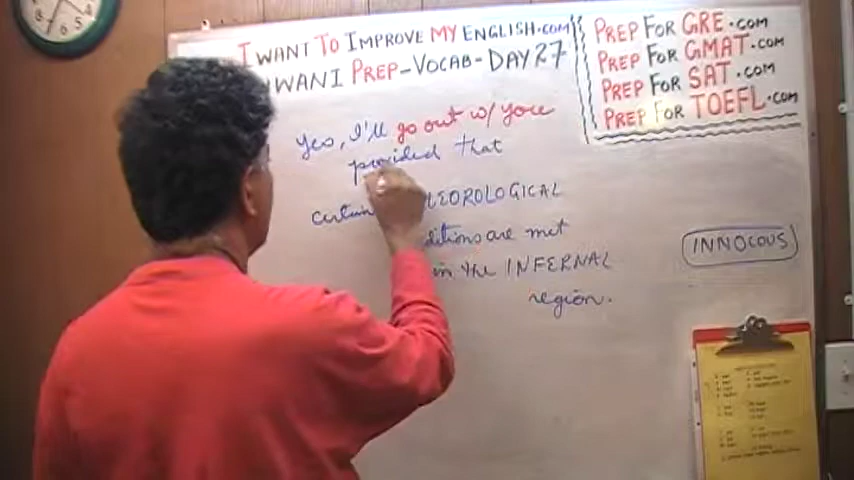 I WANT TO IMPROVE MY ENGLISH.COM
WANI PREP-VOCAB-DAY 27
PREP FOR GRE.COM
PREP FOR GMAT.COM
PREP FOR SAT.COM
PREP FOR TOEFL.COM
Yes, I'll go out w/ you
provided that
certain EOROLOGICAL
ditions are met
in the INFERNAL
region.
INNOCOUS